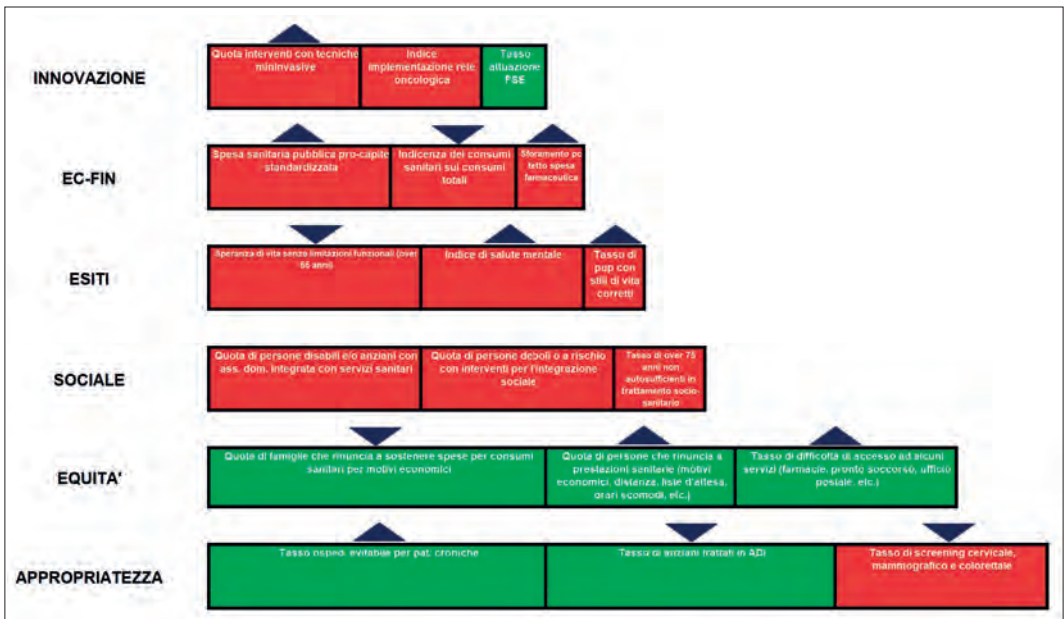 INNOVAZIONE
Quota interventi con tecniche
mininvasive
Indice
implementazione rete
oncologica
Tasso
attuazione
FSE
EC-FIN
Spesa sanitaria pubblica pro-capite
standardizzata
Indicenza dei consumi
sanitari sui consumi
totali
Sforamento pc
tetto spesa
farmaceutica
ESITI
Speranza di vita senza limitazioni funzionali (over
65 anni)
Indice di salute mentale
Tasso di
pop con
stili di vita
corretti
SOCIALE
Quota di persone disabili e/o anziani con
ass. dom. integrata con servizi sanitari
Quota di persone deboli o a rischio
con interventi per l'integrazione
sociale
Tasso di over 75
anni non
autosufficienti in
trattamento socio-
sanitario
EQUITA'
Quota di famiglie che rinuncia a sostenere spese per consumi
sanitari per motivi economici
Quota di persone che rinuncia a
prestazioni sanitarie (motivi
economici, distanza, liste d'attesa,
orari scomodi, etc.)
Tasso di difficoltà di accesso ad alcuni
servizi (farmacie, pronto soccorso, ufficio
postale, etc.)
APPROPRIATEZZA
Tasso osped. evitabile per pat. croniche
Tasso di anziani trattati in ADI
Tasso di screening cervicale,
mammografico e colorettale